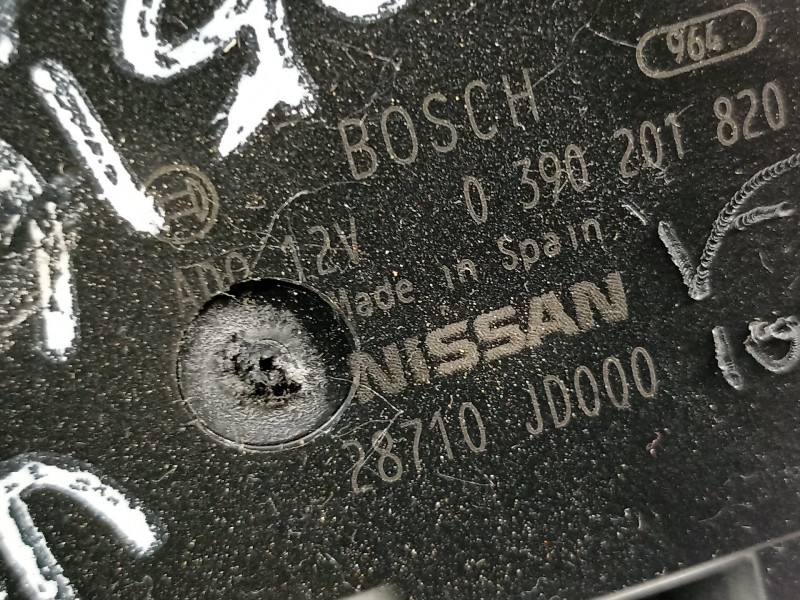 964
BOSCH
0 390 201 820
12V
Made in Spain
NISSAN
28710 JD000